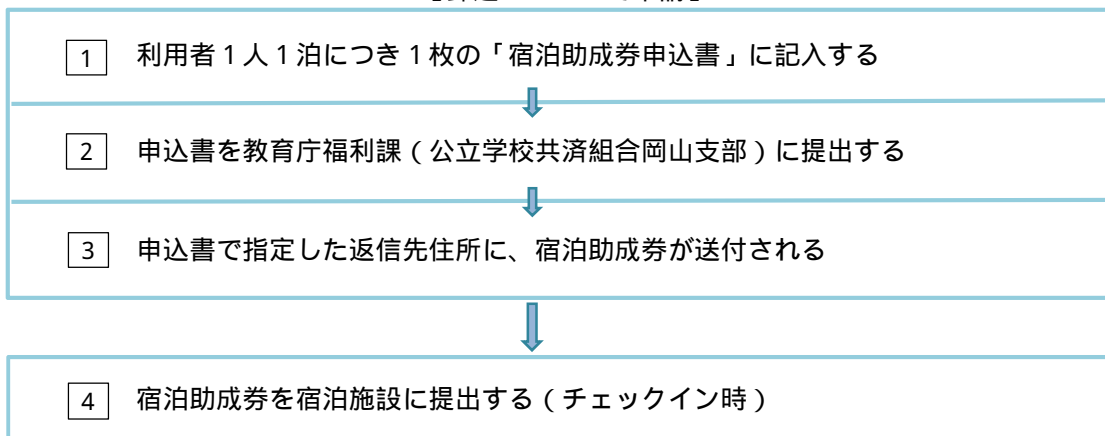 1 利用者1人1泊につき1枚の「宿泊助成券申込書」に記入する
2 申込書を教育庁福利課(公立学校共済組合岡山支部)に提出する
3 申込書で指定した返信先住所に、宿泊助成券が送付される
4 宿泊助成券を宿泊施設に提出する(チェックイン時)